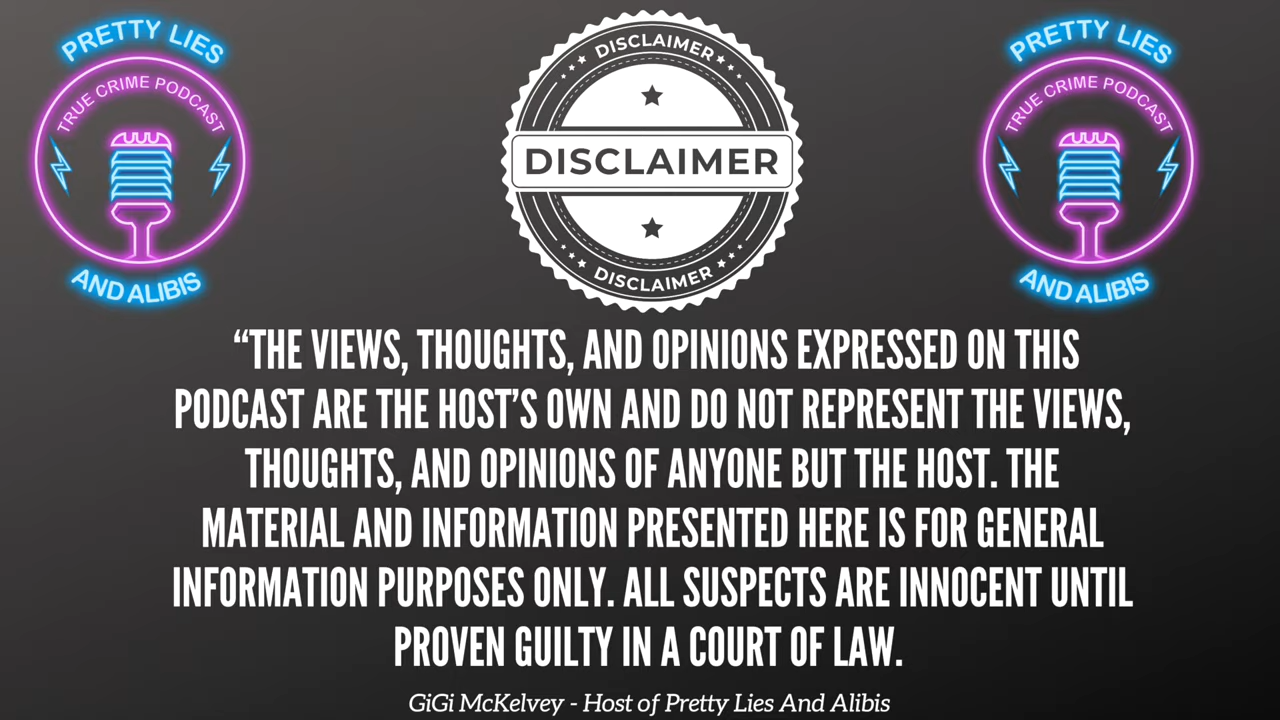 PRETTY LIES
TRUE CRIME PODCAST
AND ALIBIS
DISCLAIMER
DISCLAIMER
DISCLAIMER
PRETTY LIES
TRUE CRIME PODCAST
AND ALIBIS
“THE VIEWS, THOUGHTS, AND OPINIONS EXPRESSED ON THIS
PODCAST ARE THE HOST’S OWN AND DO NOT REPRESENT THE VIEWS,
THOUGHTS, AND OPINIONS OF ANYONE BUT THE HOST. THE
MATERIAL AND INFORMATION PRESENTED HERE IS FOR GENERAL
INFORMATION PURPOSES ONLY. ALL SUSPECTS ARE INNOCENT UNTIL
PROVEN GUILTY IN A COURT OF LAW.
GiGi McKelvey - Host of Pretty Lies And Alibis